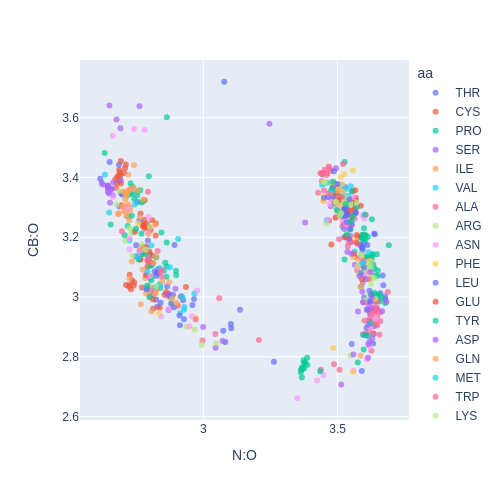 aa
THR
CYS
PRO
SER
ILE
VAL
ALA
ARG
ASN
PHE
LEU
GLU
TYR
ASP
GLN
MET
TRP
LYS
3.6
3.4
3.2
3
2.8
2.6
CB:O
3
3.5
N:O